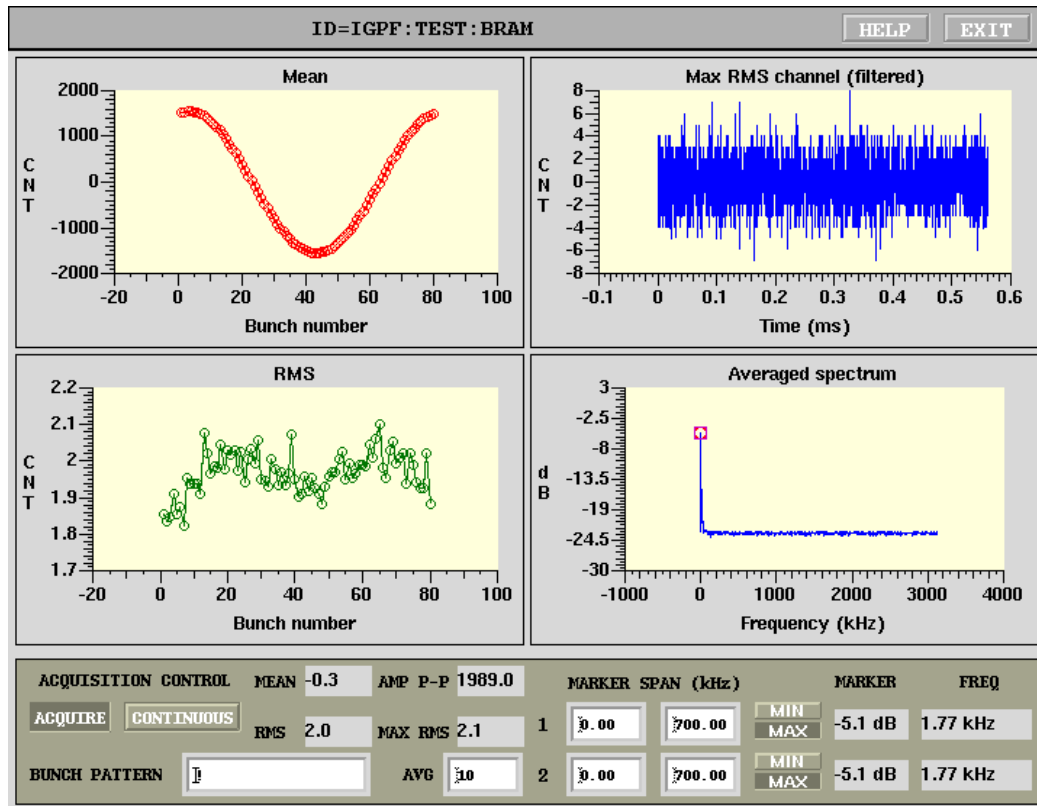 ID=IGPF:TEST:BRAM HELP EXIT
Mean
2000
1000
0
-1000
-2000
CNT
-20 0 20 40 60 80 100
Bunch number
Max RMS channel (filtered)
8
6
4
2
0
-2
-4
-6
-8
CNT
-0.1 0 0.1 0.2 0.3 0.4 0.5 0.6
Time (ms)
RMS
2.2
2.1
2
1.9
1.8
1.7
CNT
-20 0 20 40 60 80 100
Bunch number
Averaged spectrum
3
-2.5
-8
-13.5
-19
-24.5
-30
dB
-1000 0 1000 2000 3000 4000
Frequency (kHz)
ACQUISITION CONTROL MEAN -0.3 AMP P-P 1989.0 MARKER SPAN (kHz) MARKER FREQ
ACQUIRE CONTINUOUS RMS 2.0 MAX RMS 2.1 1 0.00 700.00 MIN MAX -5.1 dB 1.77 kHz
BUNCH PATTERN ! AVG 10 2 0.00 700.00 MIN MAX -5.1 dB 1.77 kHz